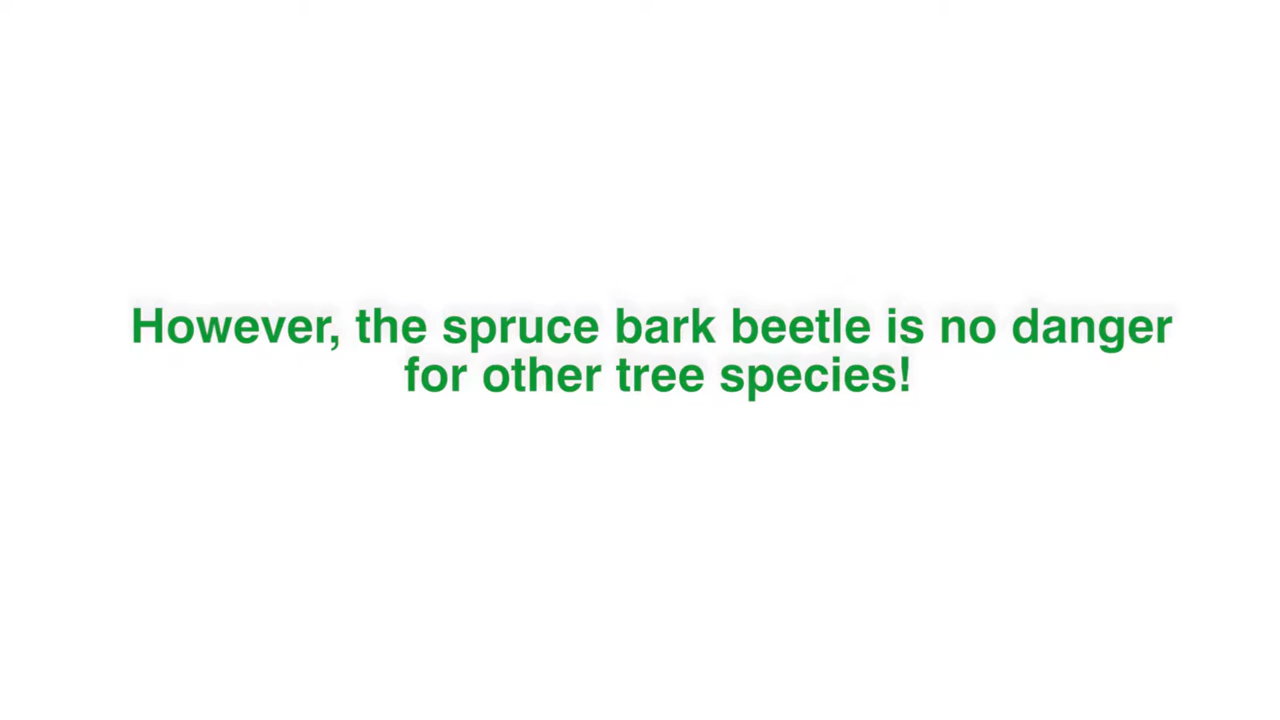 However, the spruce bark beetle is no danger
for other tree species!